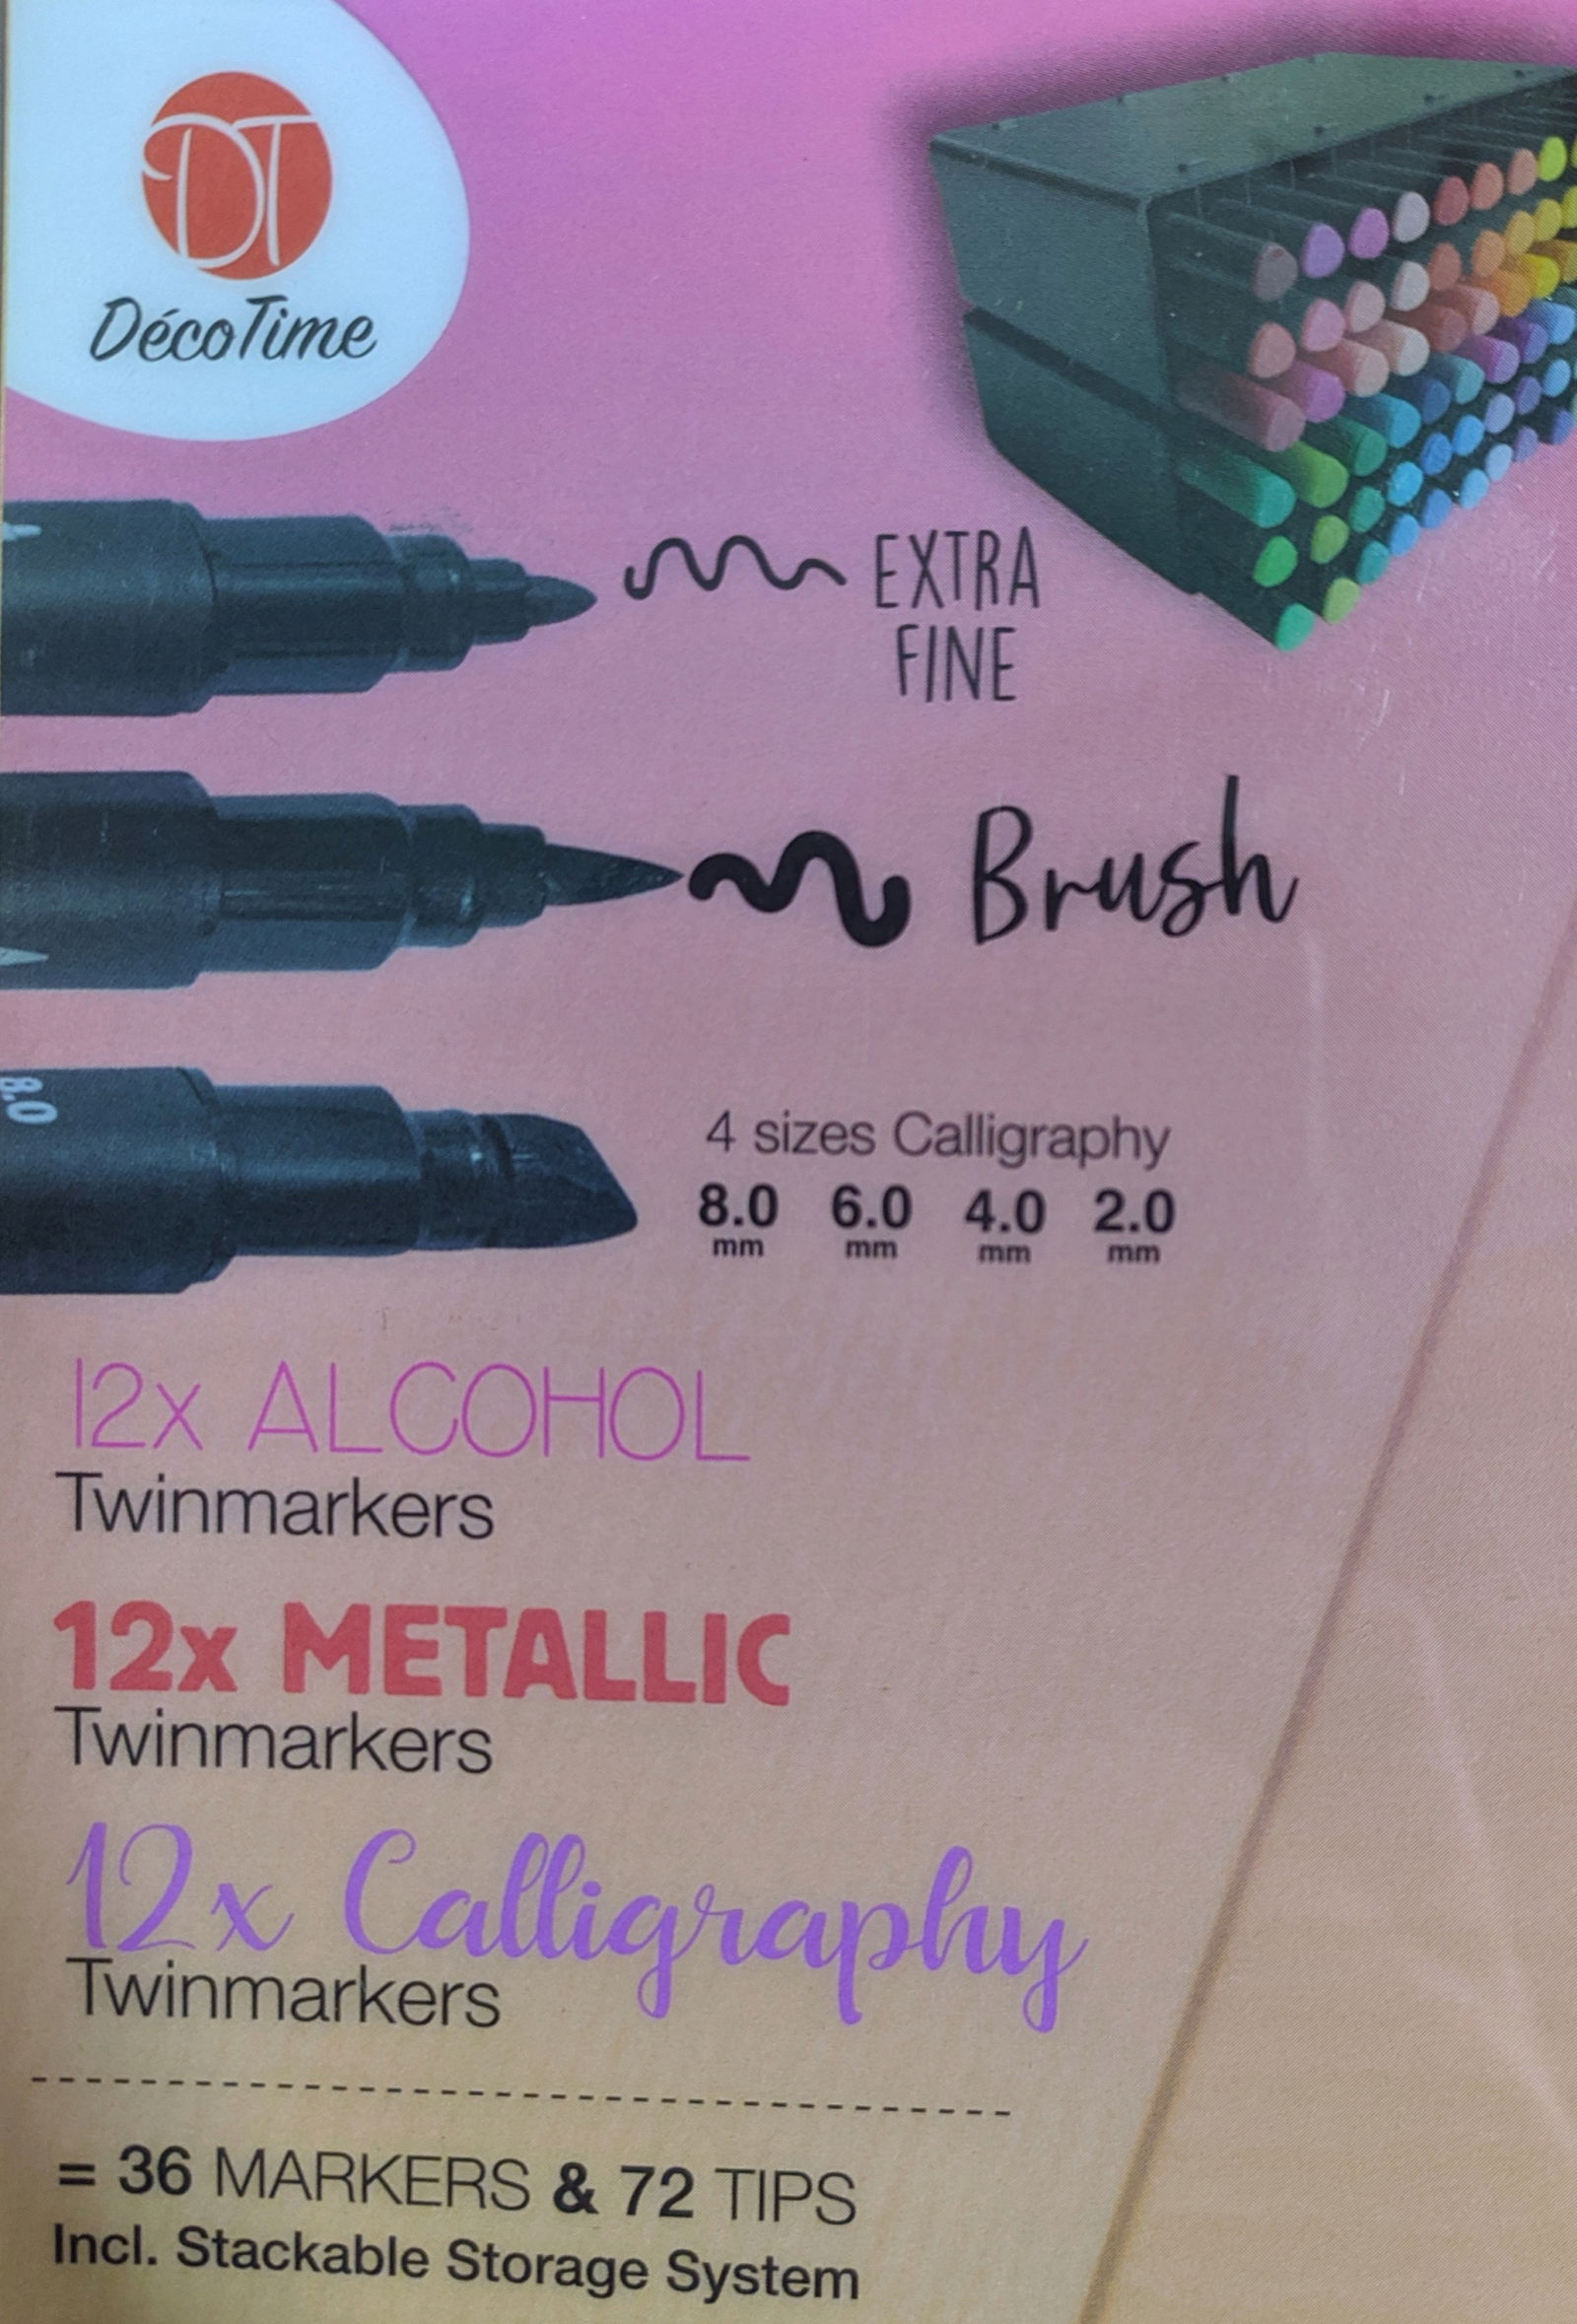 DT
DécoTime
EXTRA
FINE
Brush
8.0
4 sizes Calligraphy
8.0 6.0 4.0 2.0
mm mm mm mm
12x ALCOHOL
Twinmarkers
12x METALLIC
Twinmarkers
12x Calligraphy
Twinmarkers
= 36 MARKERS & 72 TIPS
Incl. Stackable Storage System